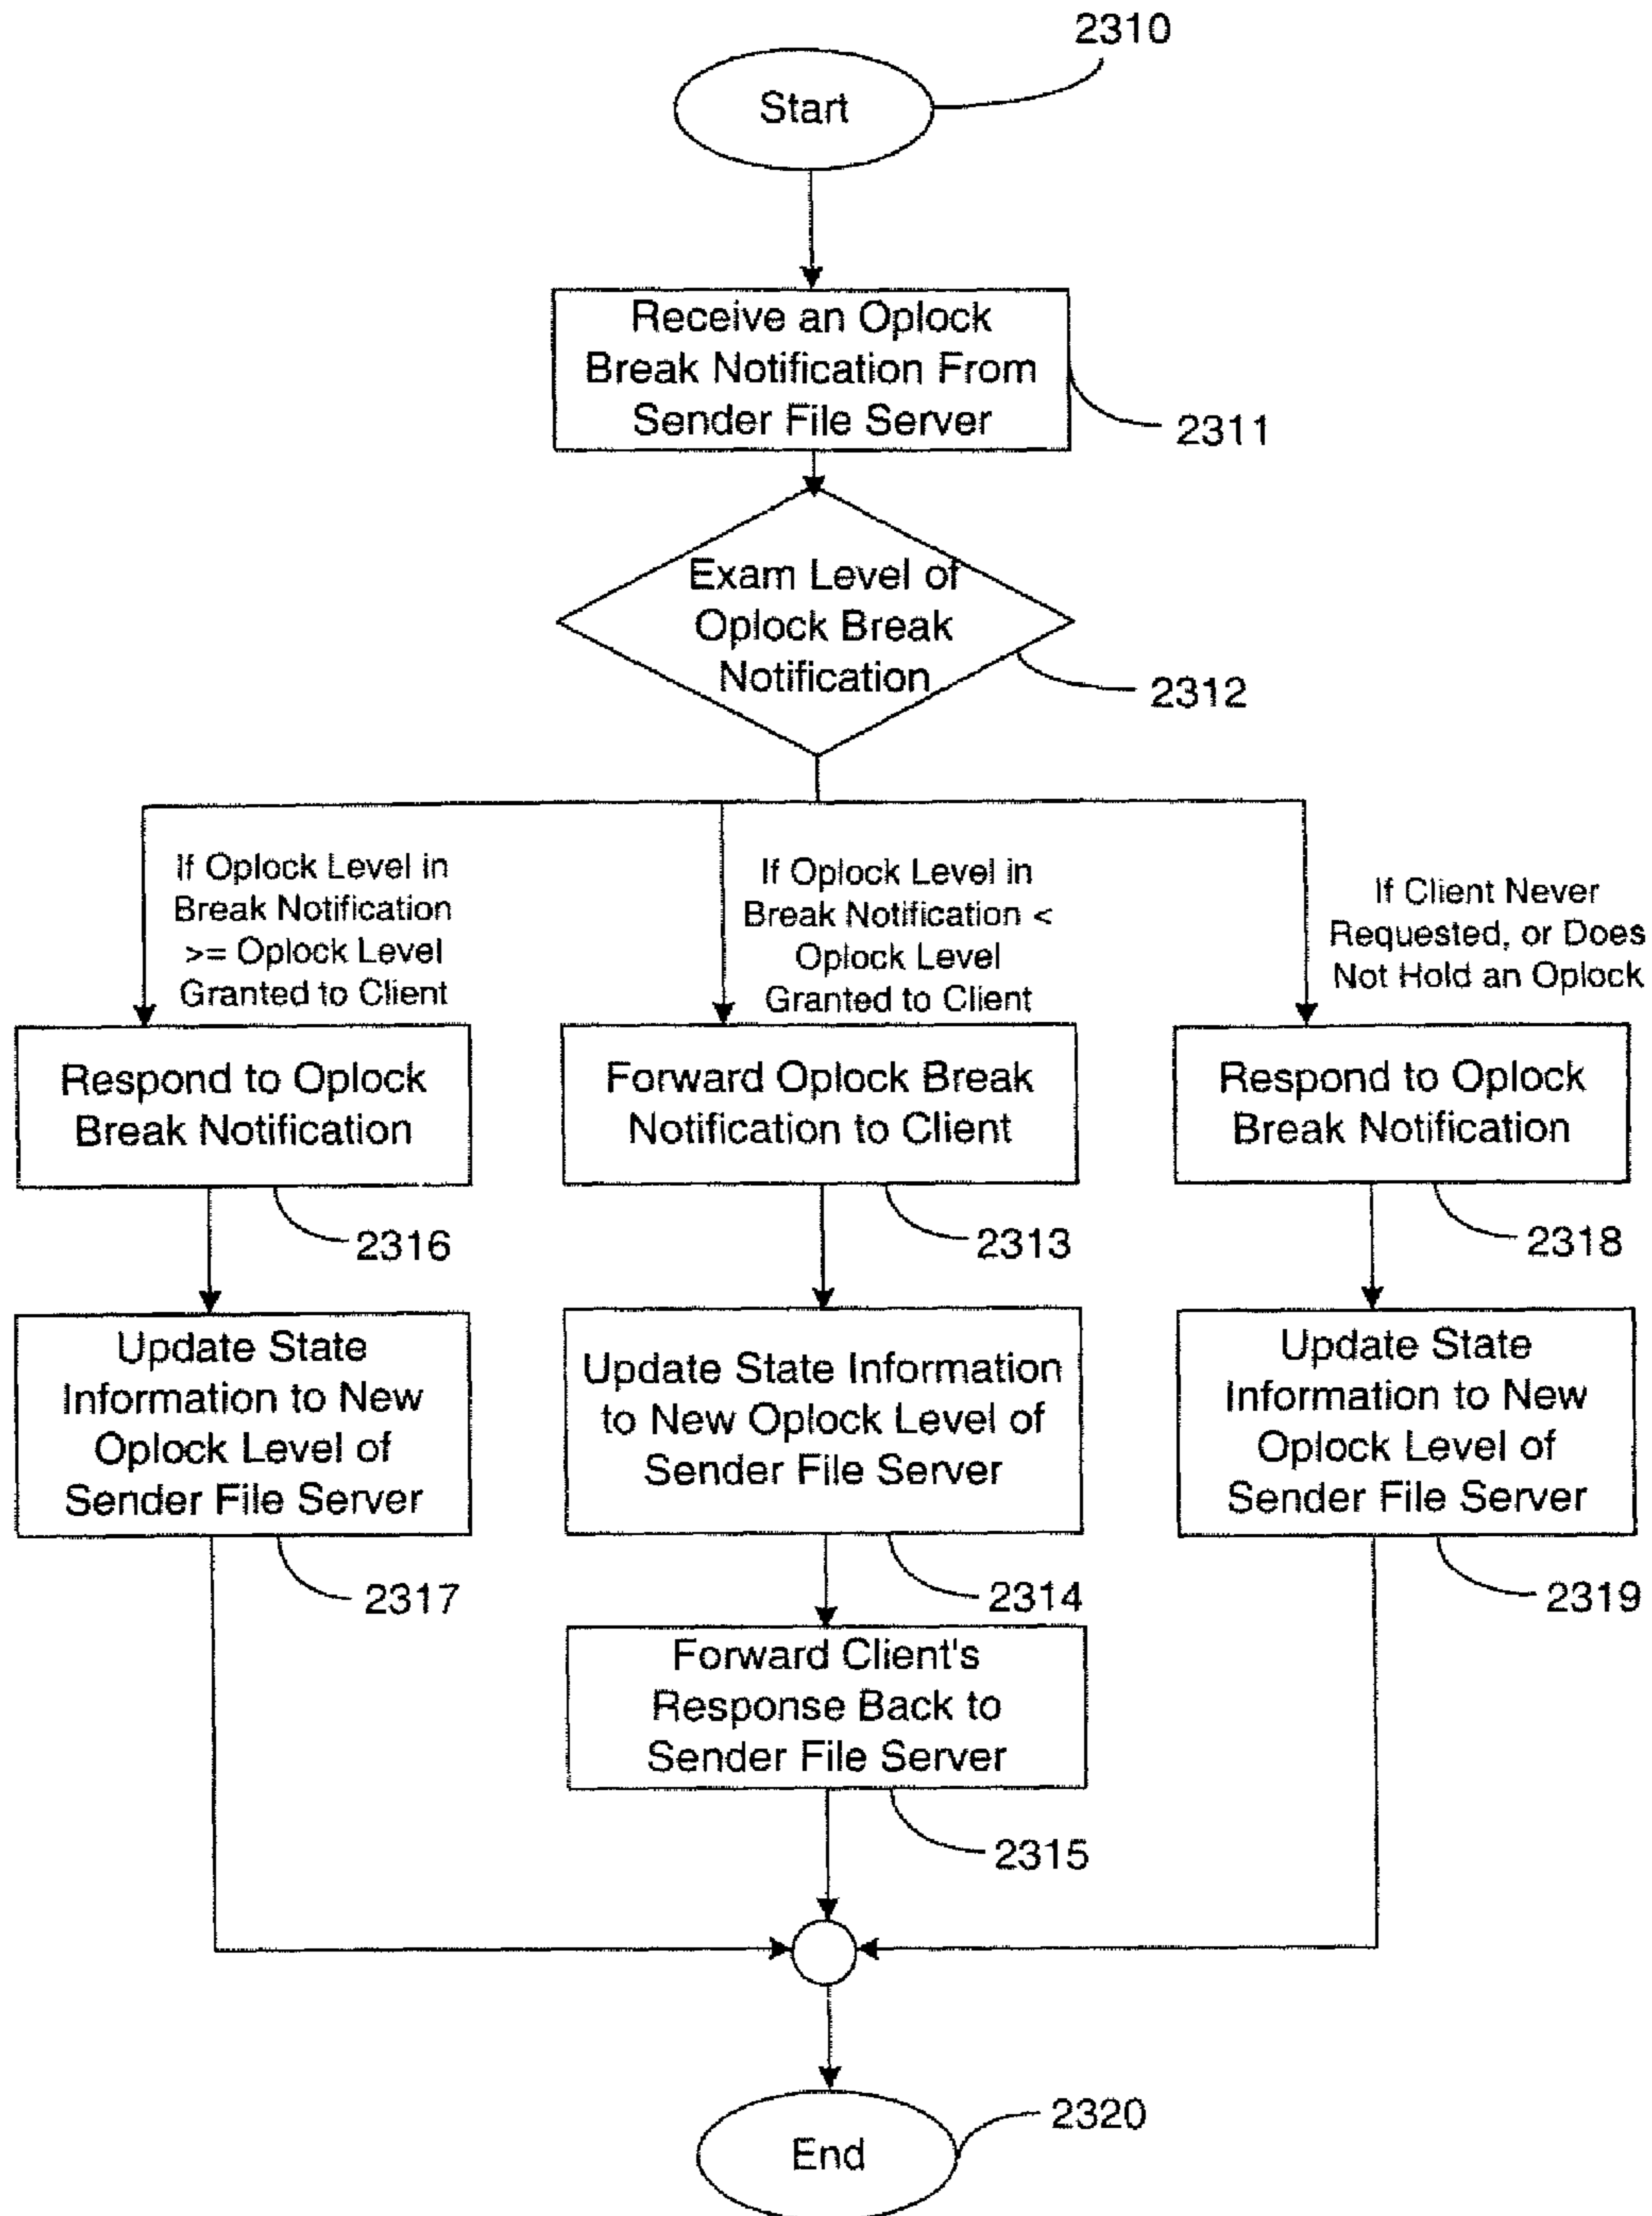 2310
Start
Receive an Oplock
Break Notification From
Sender File Server
2311
Exam Level of
Oplock Break
Notification
2312
If Oplock Level in
Break Notification
>= Oplock Level
Granted to Client
If Oplock Level in
Break Notification <
Oplock Level
Granted to Client
If Client Never
Requested, or Does
Not Hold an Oplock
Respond to Oplock
Break Notification
2316
Forward Oplock Break
Notification to Client
2313
Respond to Oplock
Break Notification
2318
Update State
Information to New
Oplock Level of
Sender File Server
2317
Update State Information
to New Oplock Level of
Sender File Server
2314
Update State
Information to New
Oplock Level of
Sender File Server
2319
Forward Client's
Response Back to
Sender File Server
2315
End
2320